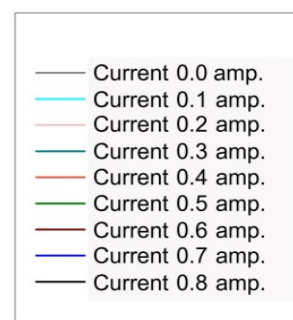 Current 0.0 amp.
Current 0.1 amp.
Current 0.2 amp.
Current 0.3 amp.
Current 0.4 amp.
Current 0.5 amp.
Current 0.6 amp.
Current 0.7 amp.
Current 0.8 amp.